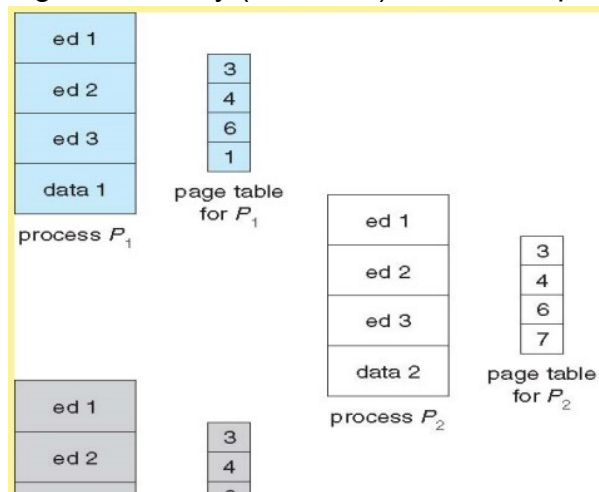 ed 1
ed 2
ed 3
data 1
process P1
3
4
6
1
page table
for P1
ed 1
ed 2
ed 3
data 2
process P2
3
4
6
7
page table
for P2
ed 1
ed 2
3
4